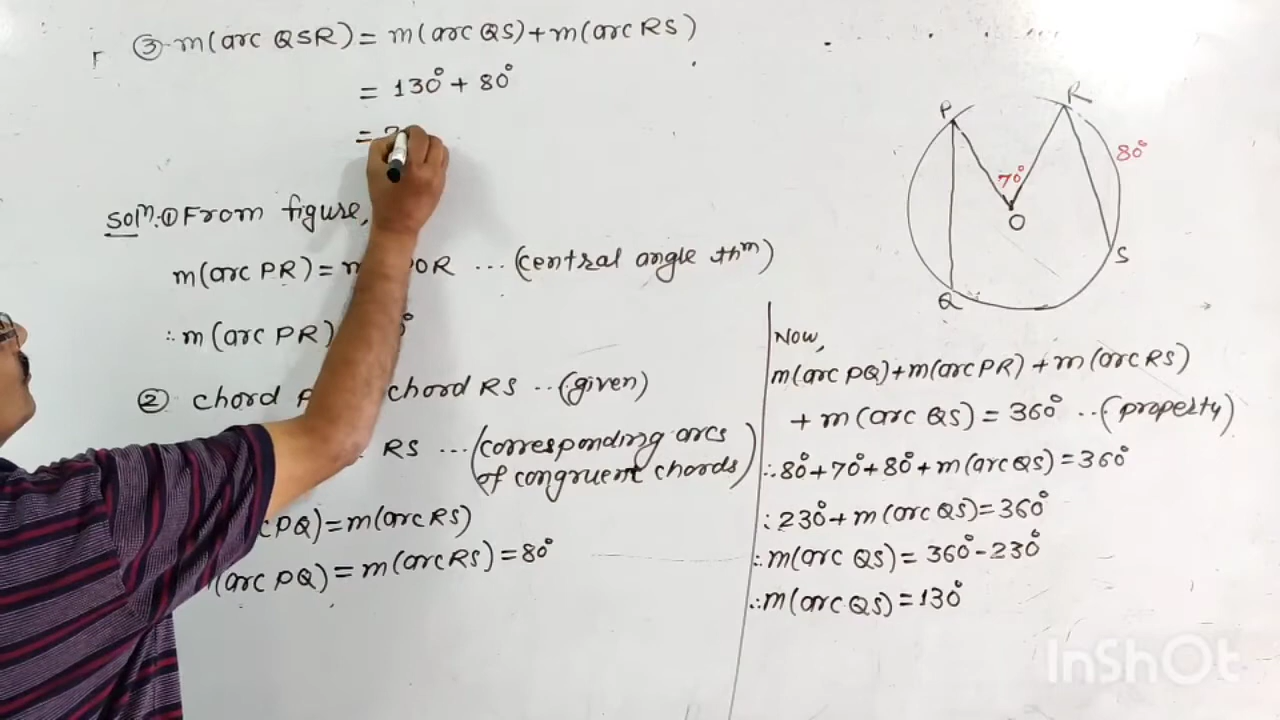 ③ m(arc QSR) = m(arc QS) + m(arc RS)
= 130° + 80°
=
Solⁿ: ① From figure,
m(arc PR) = m OR ... (central angle thᵐ)
∴ m(arc PR)
② chord chord RS .. (given)
RS ... (corresponding arcs
of congruent chords)
PQ) = m(arc RS)
(arc PQ) = m(arc RS) = 80°
P
R
80°
70°
O
S
Q
Now,
m(arc PQ) + m(arc PR) + m(arc RS)
+ m(arc QS) = 360° .. (property)
∴ 80° + 70° + 80° + m(arc QS) = 360°
∴ 230° + m(arc QS) = 360°
∴ m(arc QS) = 360° - 230°
∴ m(arc QS) = 130°
InShOt